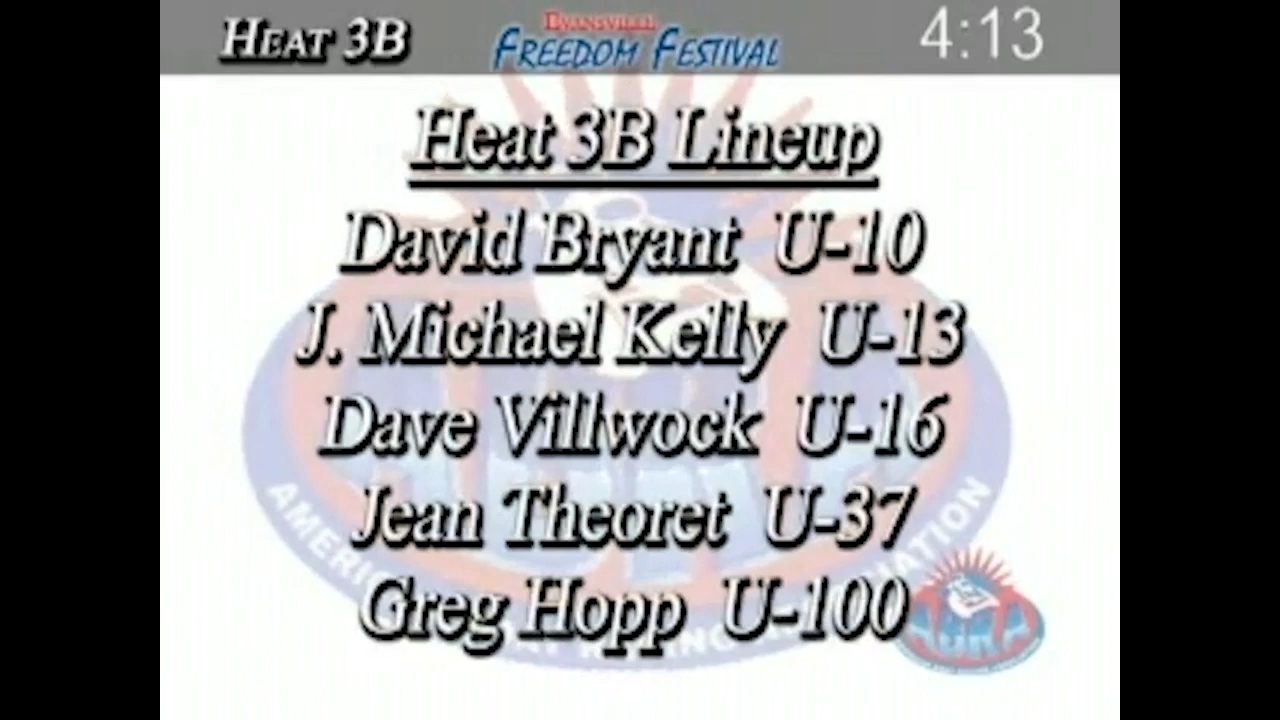 HEAT 3B
FREEDOM FESTIVAL
4:13
Heat 3B Lineup
David Bryant U-10
J. Michael Kelly U-13
Dave Villwock U-16
Jean Theoret U-37
Greg Hopp U-100